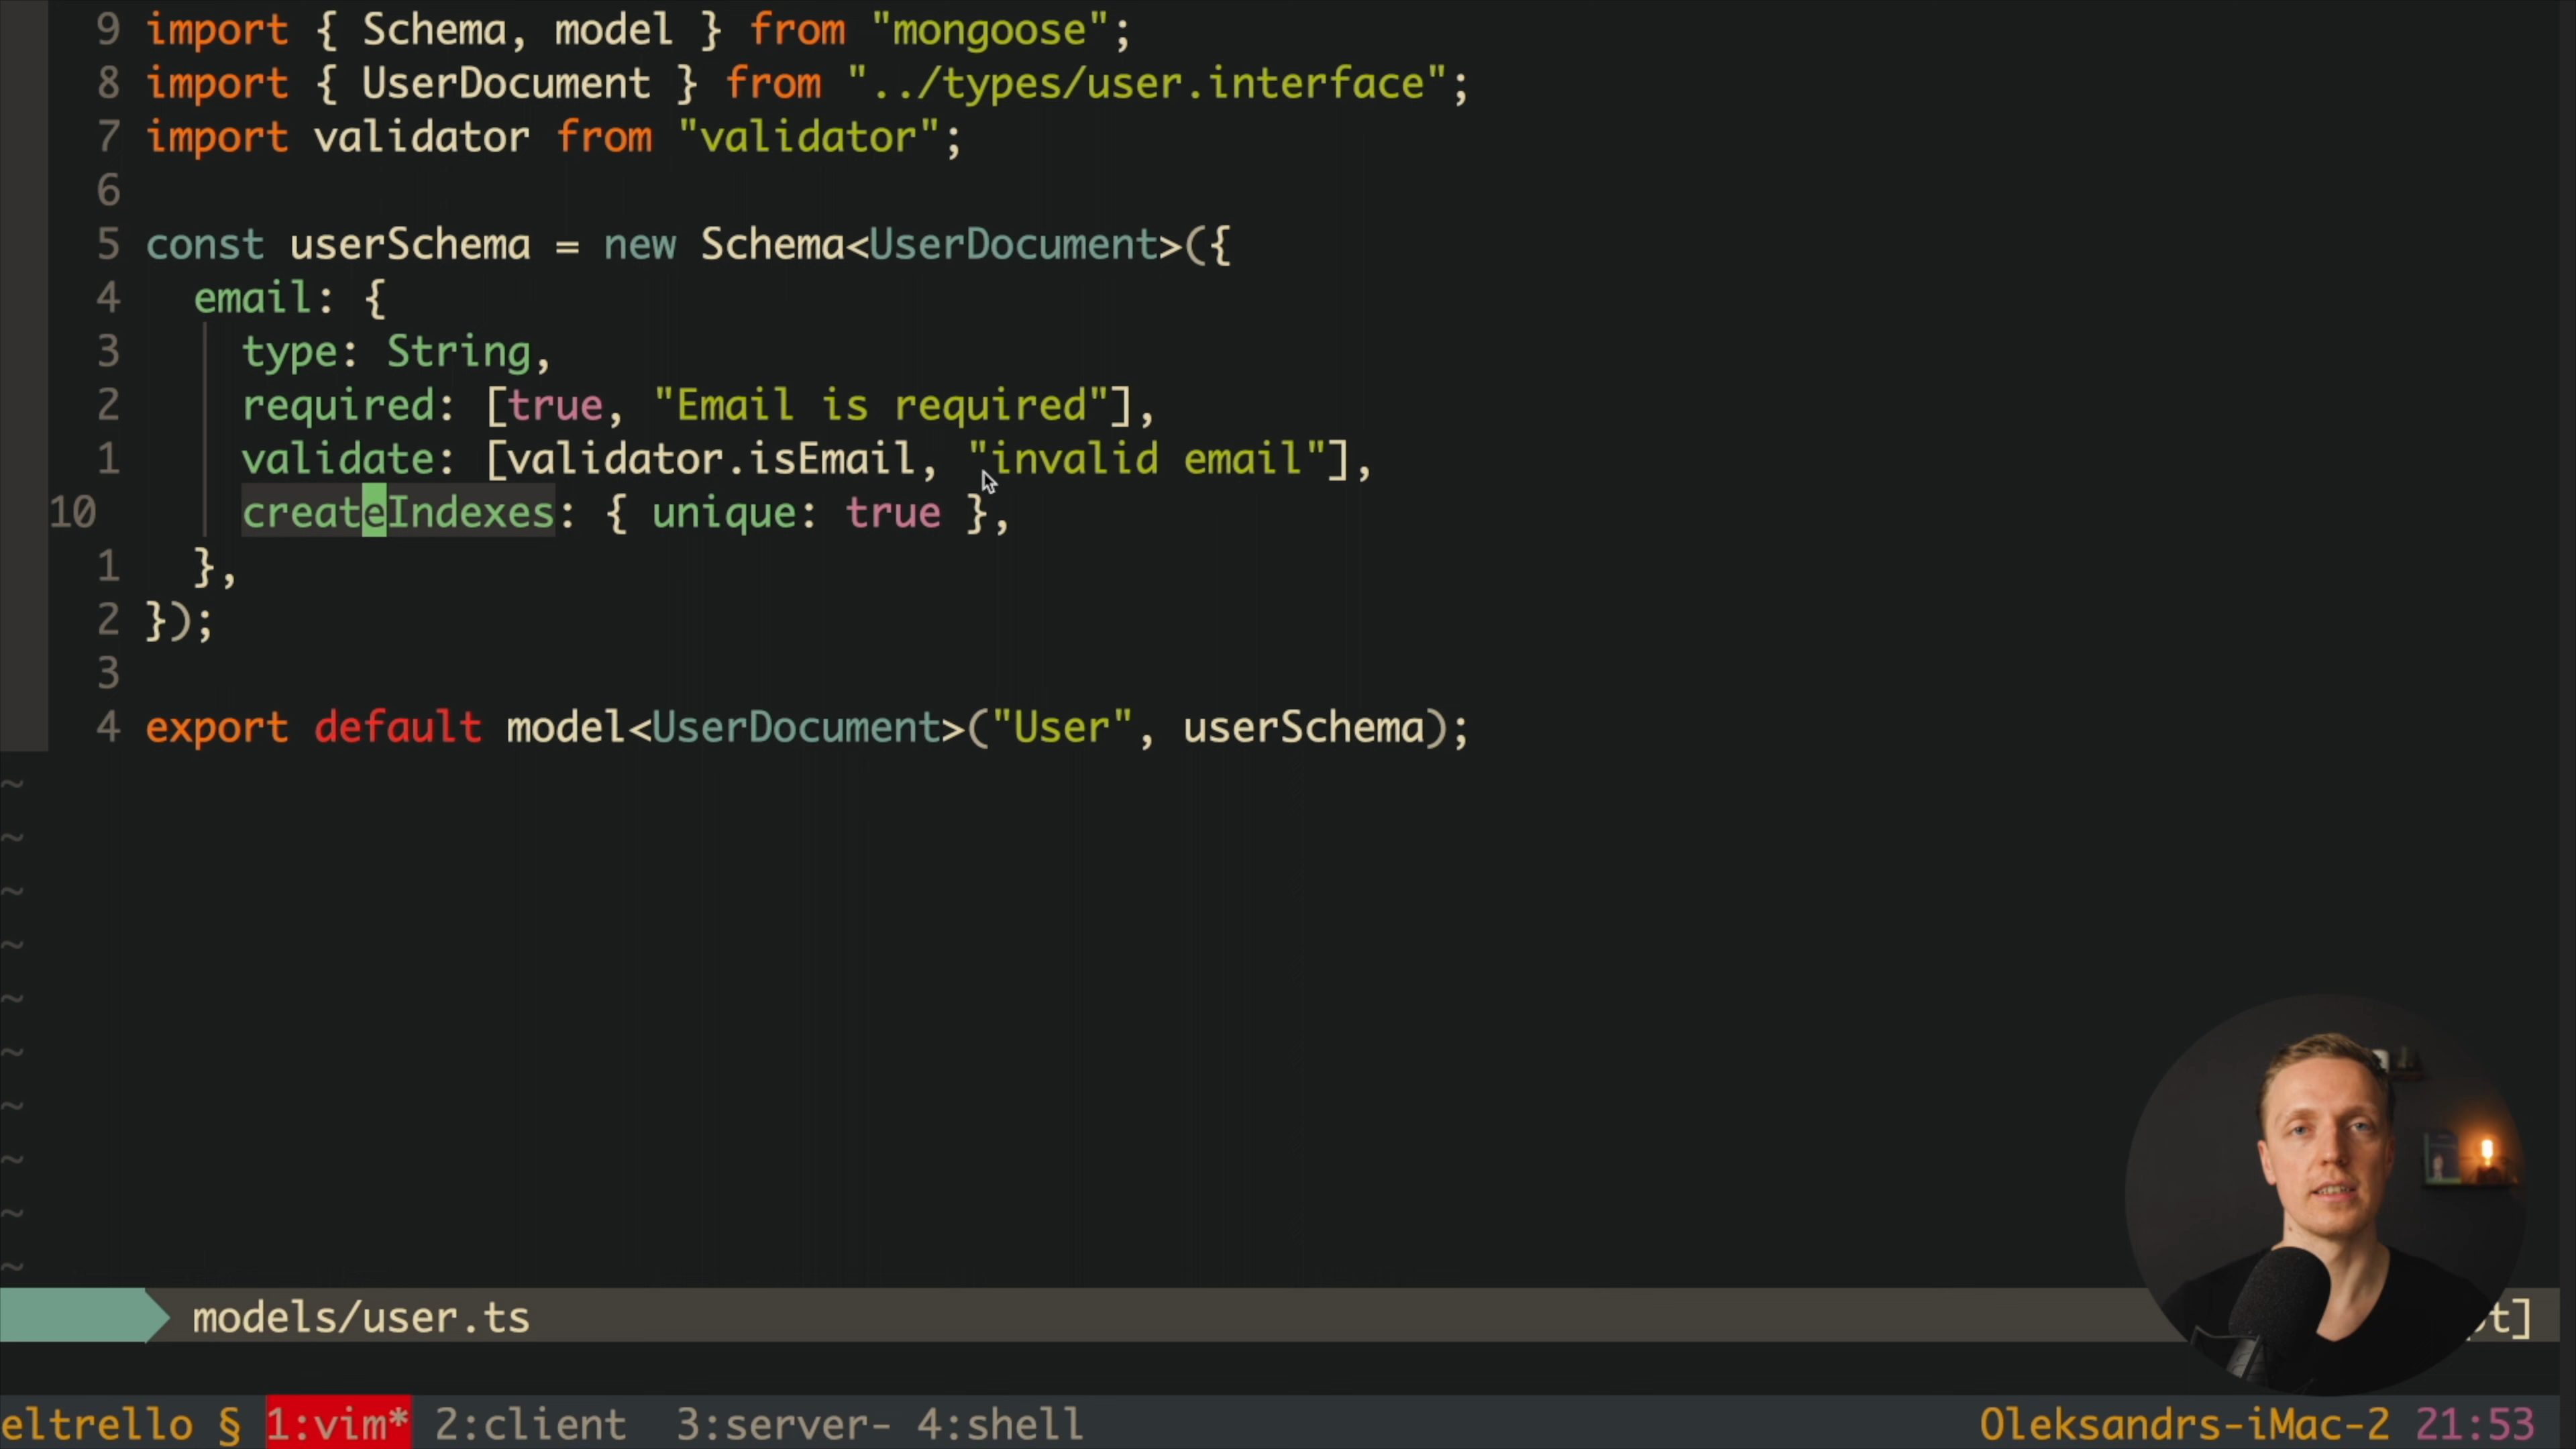 9 import { Schema, model } from "mongoose";
8 import { UserDocument } from "../types/user.interface";
7 import validator from "validator";
6
5 const userSchema = new Schema<UserDocument>({
4   email: {
3     type: String,
2     required: [true, "Email is required"],
1     validate: [validator.isEmail, "invalid email"],
10     createIndexes: { unique: true },
1   },
2 });
3
4 export default model<UserDocument>("User", userSchema);
~
~
~
~
~
~
~
~
~
~
models/user.ts t]
eltrello § 1:vim* 2:client 3:server- 4:shell Oleksandrs-iMac-2 21:53